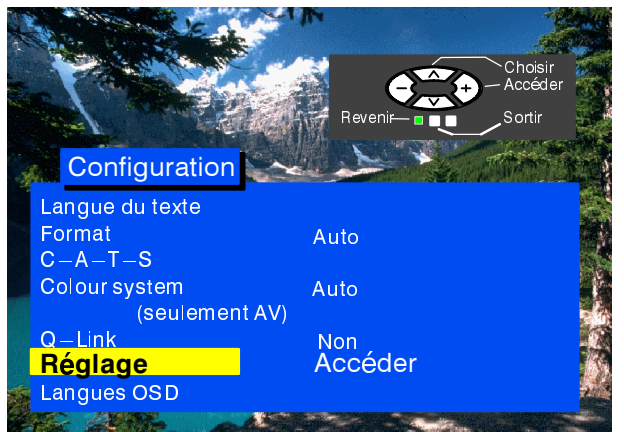 Choisir
Accéder
Revenir
Sortir
Configuration
Langue du texte
Format Auto
C–A–T–S
Colour system Auto
(seulement AV)
Q–Link Non
Réglage Accéder
Langues OSD